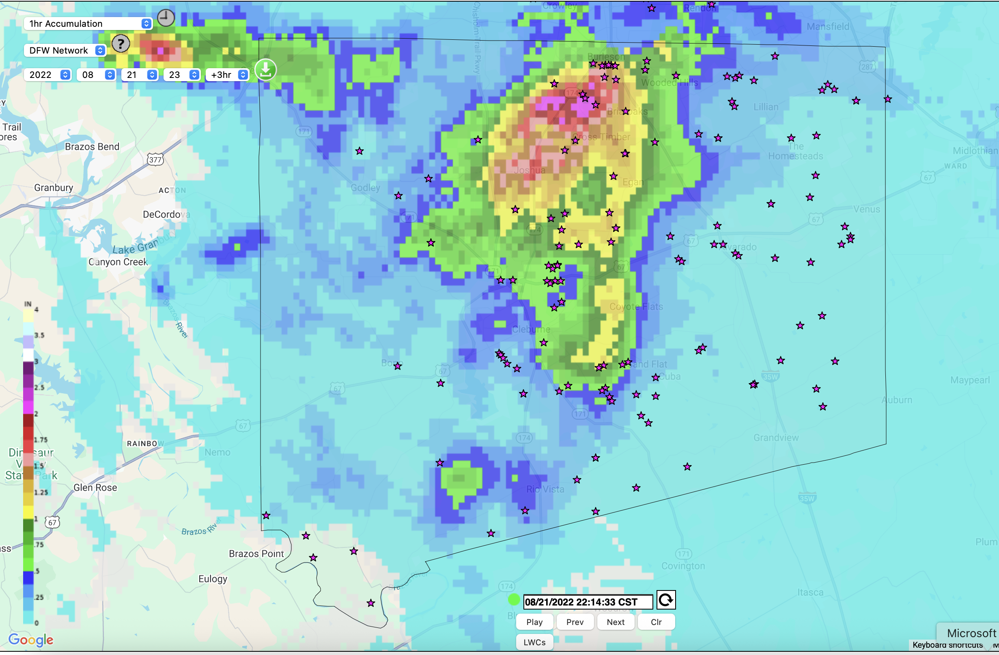 Crowley
Rendon
Mansfield
1hr Accumulation
?
DFW Network
2022
08
21
23
+3hr
Chisholm Trail Pkwy
287
Burleson
Wooded Hills
174
Lillian
Briaroaks
Trail
171
Cross Timber
Brazos Bend
377
The
Homesteads
Midlothian
WARD
67
Joshua
Granbury
ACTON
Godley
Egan
DeCordova
171
Venus
67
174
Lake Granbury
67
Alvarado
Canyon Creek
171
67
Brazos River
IN
4
Coyote Flats
3.5
Cleburne
3
Bono
67
Sand Flat
Cuba
35W
Maypearl
2.5
67
Auburn
2
171
67
174
Grandview
1.75
RAINBOW
Dinosaur
Nemo
1.5
State Park
Glen Rose
Rio Vista
1.25
35W
67
1
Brazos River
Plum
.75
Brazos Point
171
Covington
.5
Eulogy
Brazos River
174
Itasca
.25
08/21/2022 22:14:33 CST
Play
Prev
Next
Clr
0
Google
LWCs
Microsoft
Keyboard shortcuts